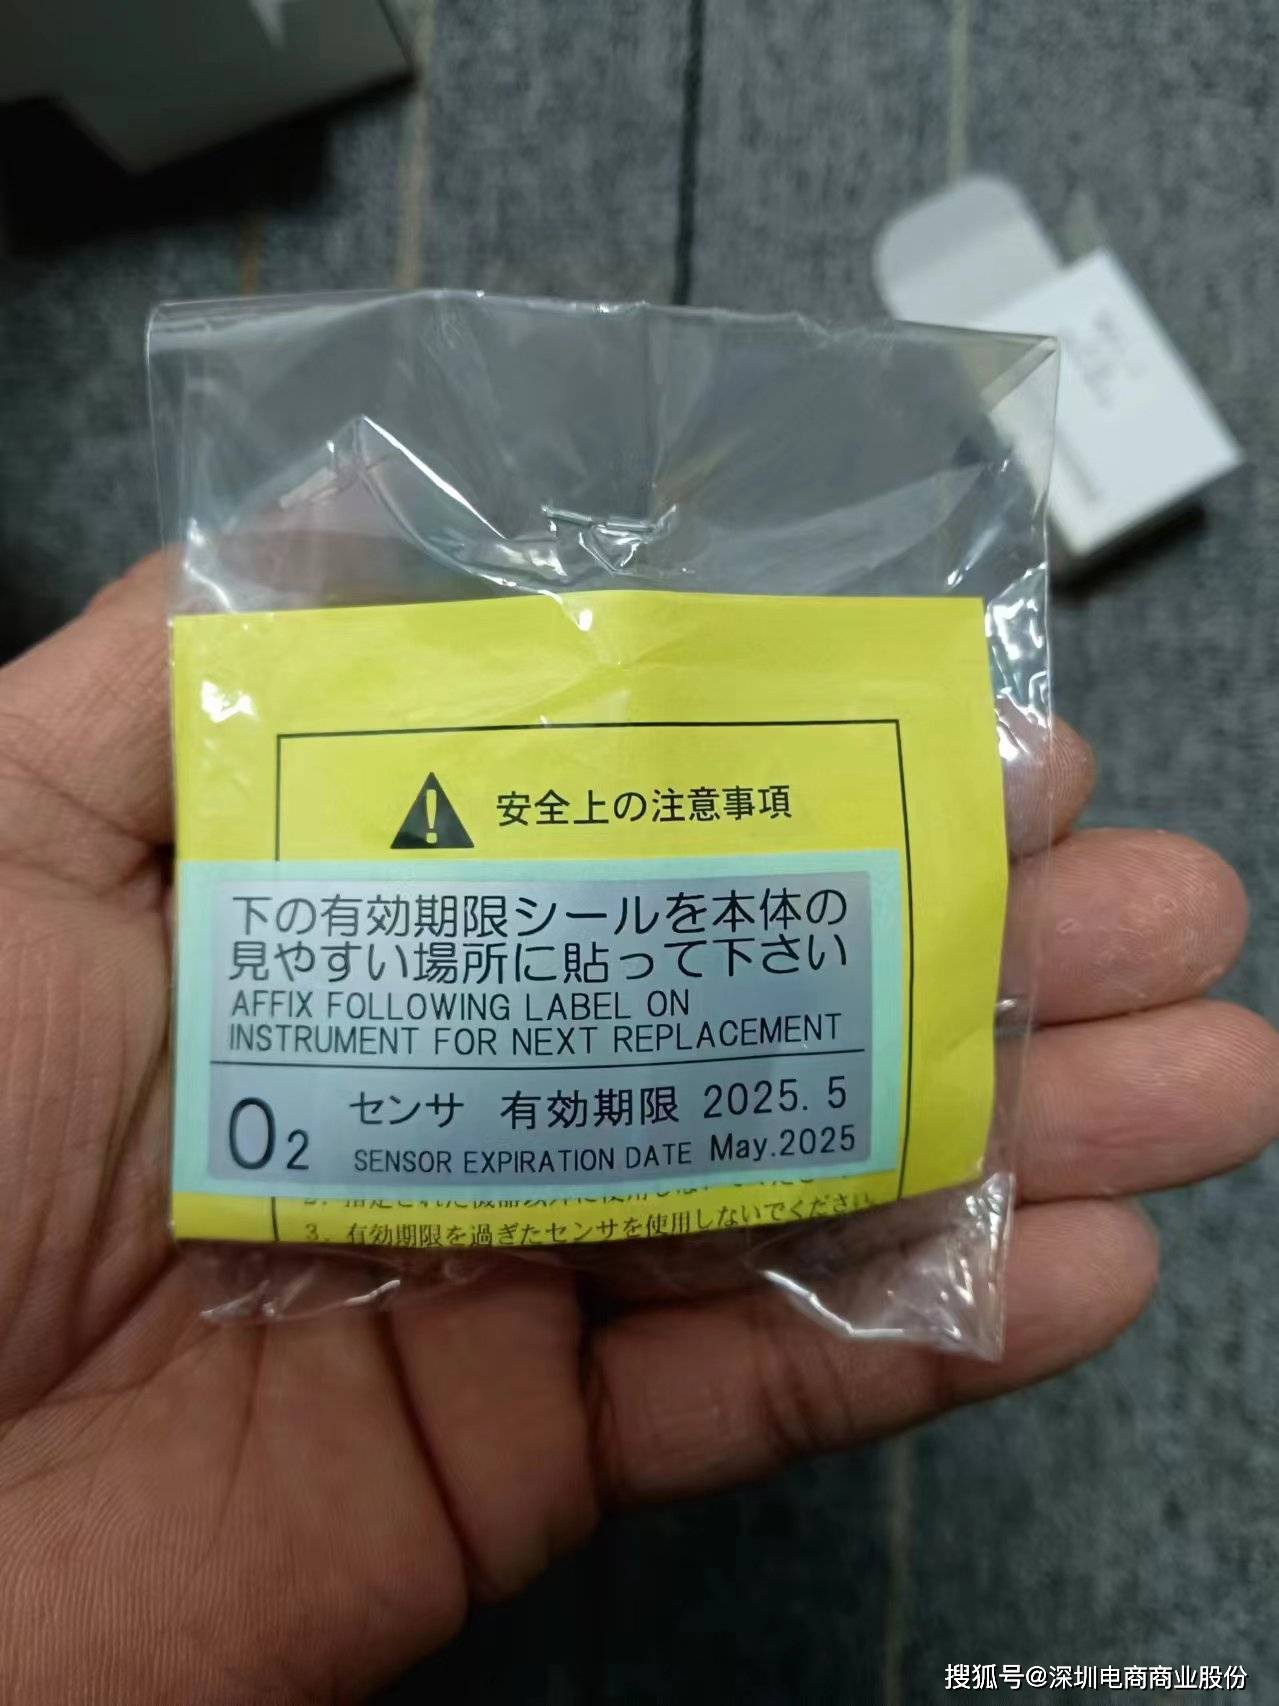 安全上の注意事項
下の有効期限シールを本体の
見やすい場所に貼って下さい
AFFIX FOLLOWING LABEL ON
INSTRUMENT FOR NEXT REPLACEMENT
O₂ センサ 有効期限 2025. 5
SENSOR EXPIRATION DATE May.2025
3. 有効期限を過ぎたセンサを使用しないでください
搜狐号@深圳电商商业股份